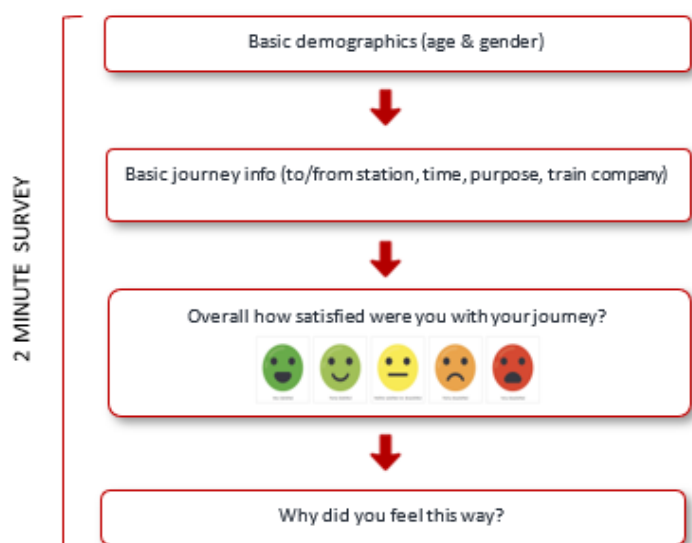 Basic demographics (age & gender)
Basic journey info (to/from station, time, purpose, train company)
2 MINUTE SURVEY
Overall how satisfied were you with your journey?
Why did you feel this way?